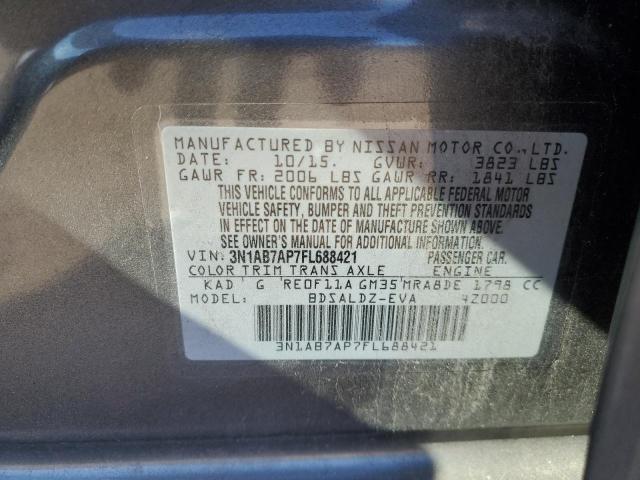 MANUFACTURED BY NISSAN MOTOR CO., LTD.
DATE: 10/15. GVWR: 3823 LBS
GAWR FR: 2006 LBS GAWR RR: 1841 LBS
THIS VEHICLE CONFORMS TO ALL APPLICABLE FEDERAL MOTOR
VEHICLE SAFETY, BUMPER AND THEFT PREVENTION STANDARDS
IN EFFECT ON THE DATE OF MANUFACTURE SHOWN ABOVE.
SEE OWNER'S MANUAL FOR ADDITIONAL INFORMATION.
VIN: 3N1AB7AP7FL688421 PASSENGER CAR.
COLOR TRIM TRANS AXLE ENGINE
KAD G RE0F11A GM35 MRA8DE 1798 CC
MODEL: BDSALDZ-EVA 4Z000
3N1AB7AP7FL688421